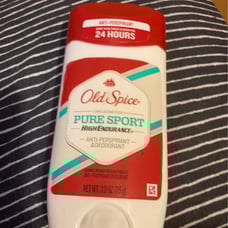 ANTI-PERSPIRANT
24 HOURS
Old Spice
PURE SPORT
HIGH ENDURANCE
ANTI-PERSPIRANT
& DEODORANT
NET WT. 3.0 OZ (85 g)